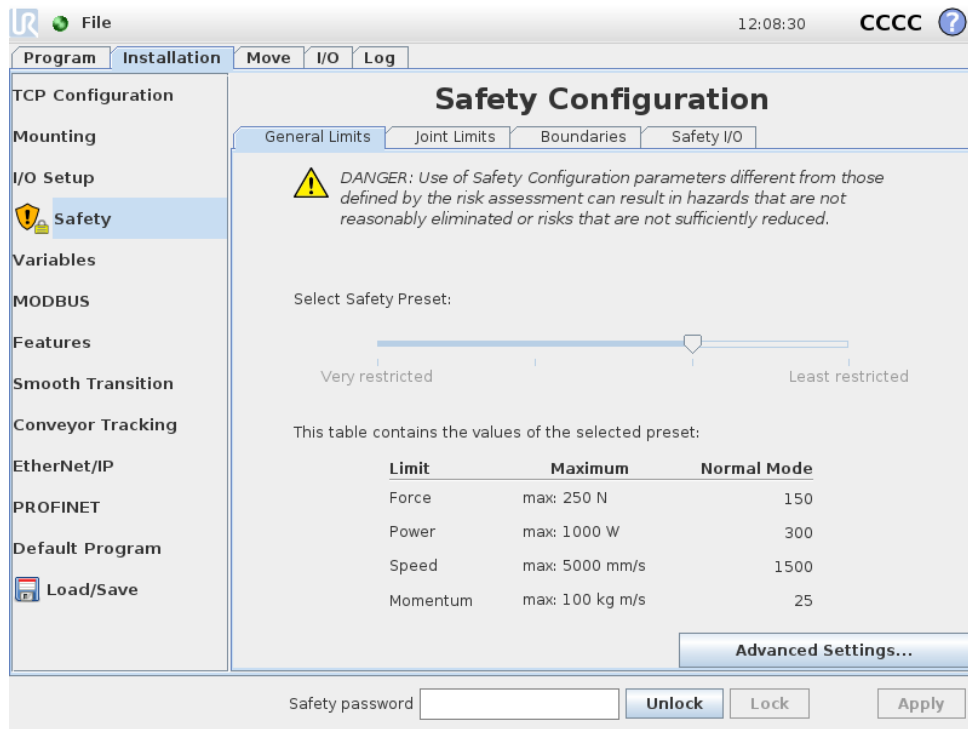 UR File 12:08:30 CCCC ?
Program Installation Move I/O Log
TCP Configuration
Mounting
I/O Setup
Safety
Variables
MODBUS
Features
Smooth Transition
Conveyor Tracking
EtherNet/IP
PROFINET
Default Program
Load/Save
Safety Configuration
General Limits Joint Limits Boundaries Safety I/O
DANGER: Use of Safety Configuration parameters different from those
defined by the risk assessment can result in hazards that are not
reasonably eliminated or risks that are not sufficiently reduced.
Select Safety Preset:
Very restricted Least restricted
This table contains the values of the selected preset:
Limit Maximum Normal Mode
Force max: 250 N 150
Power max: 1000 W 300
Speed max: 5000 mm/s 1500
Momentum max: 100 kg m/s 25
Advanced Settings...
Safety password Unlock Lock Apply